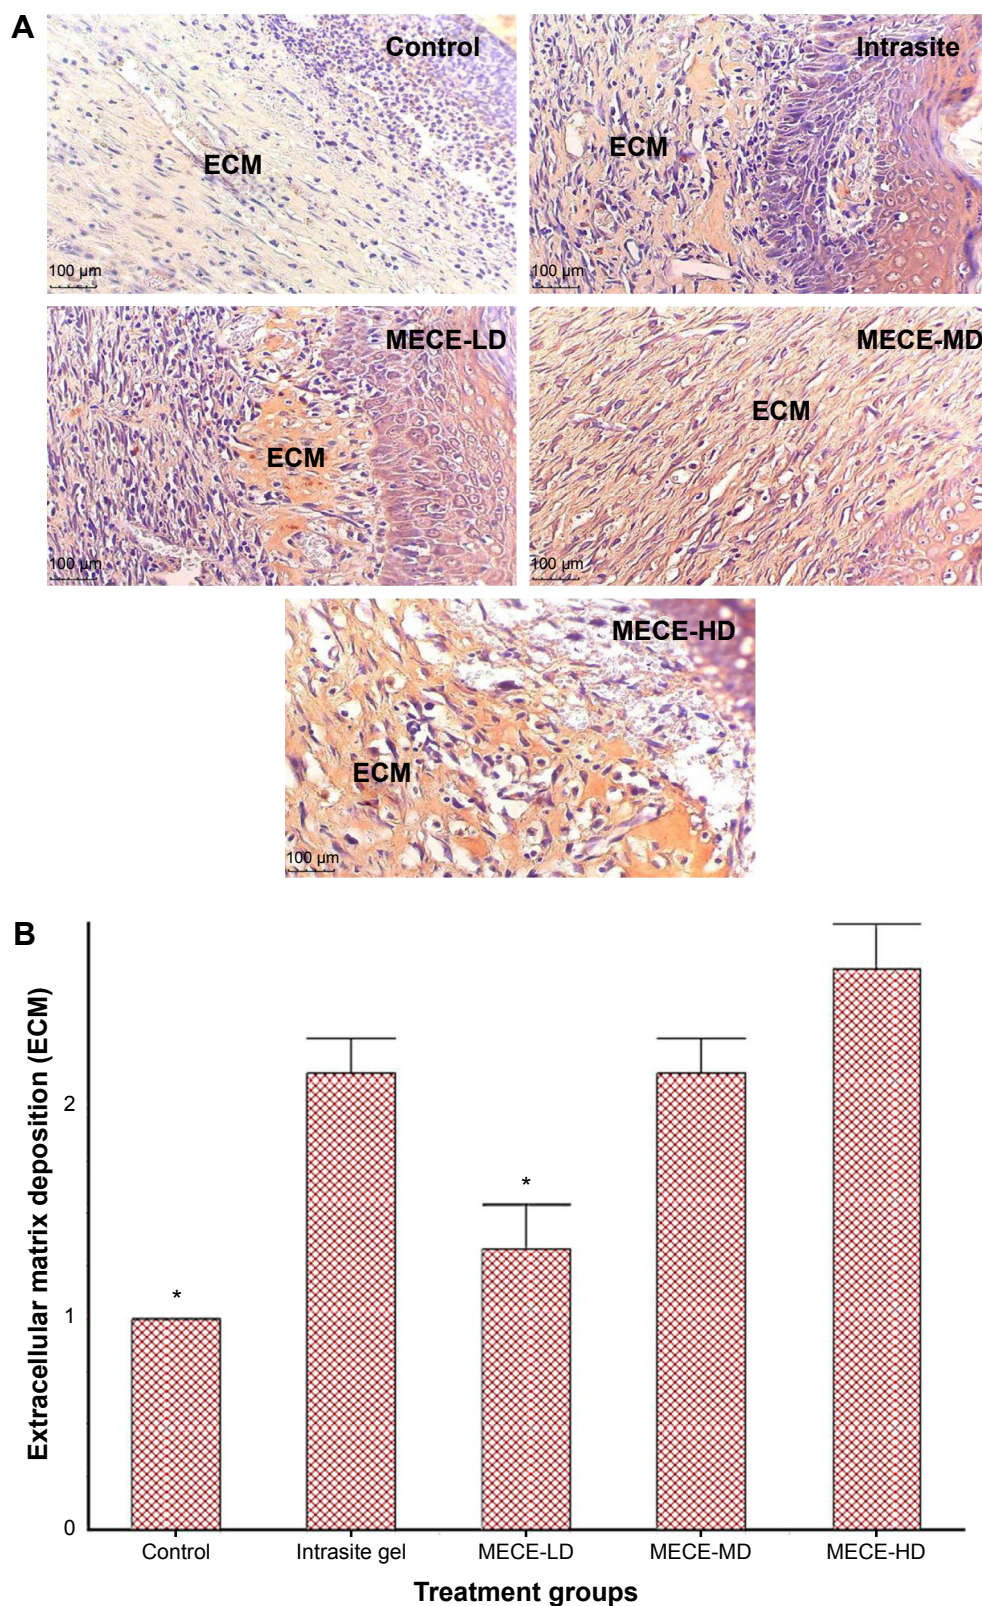 A
Control
ECM
100 µm
Intrasite
ECM
100 µm
MECE-LD
ECM
100 µm
MECE-MD
ECM
100 µm
MECE-HD
ECM
100 µm
B
Extracellular matrix deposition (ECM)
2
1
0
*
*
Control
Intrasite gel
MECE-LD
MECE-MD
MECE-HD
Treatment groups